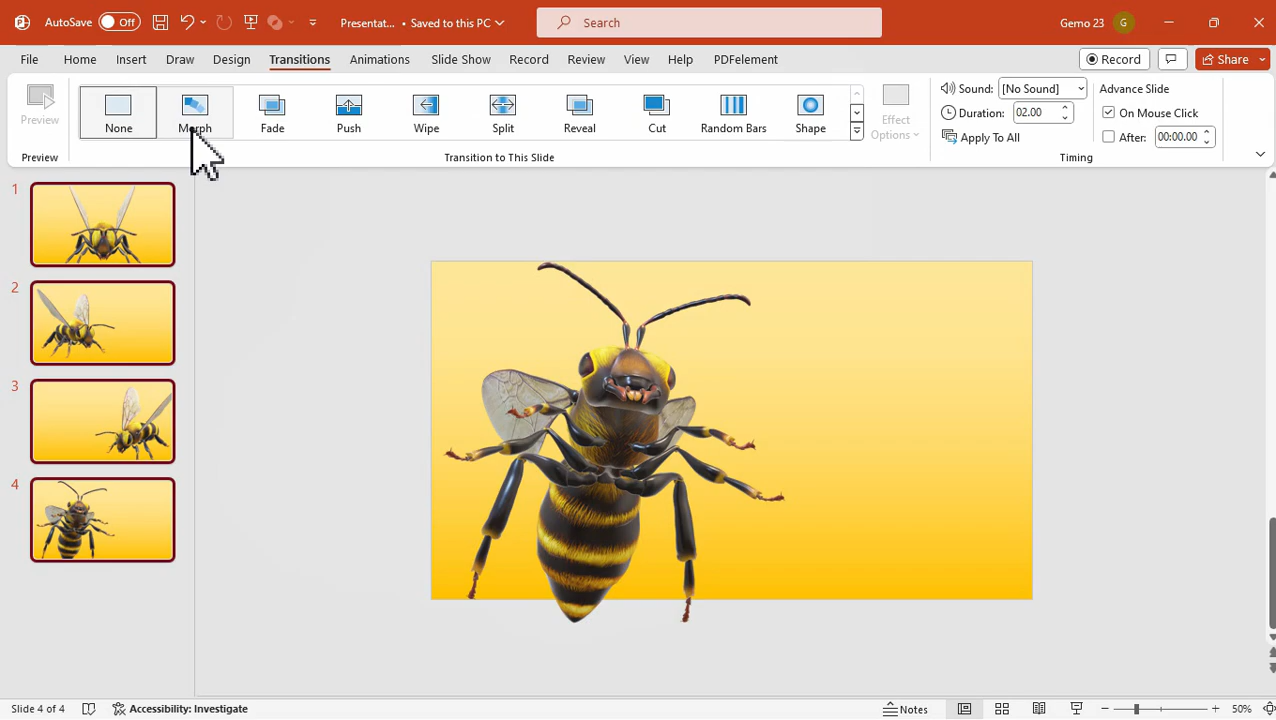 AutoSave Off Presentat... • Saved to this PC Search Gemo 23 G
File Home Insert Draw Design Transitions Animations Slide Show Record Review View Help PDFelement Record Share
Preview None Morph Fade Push Wipe Split Reveal Cut Random Bars Shape Effect Options
Sound: [No Sound] Advance Slide
Duration: 02.00 On Mouse Click
Apply To All After: 00:00.00
Preview Transition to This Slide Timing
1
2
3
4
Slide 4 of 4 Accessibility: Investigate Notes 50%